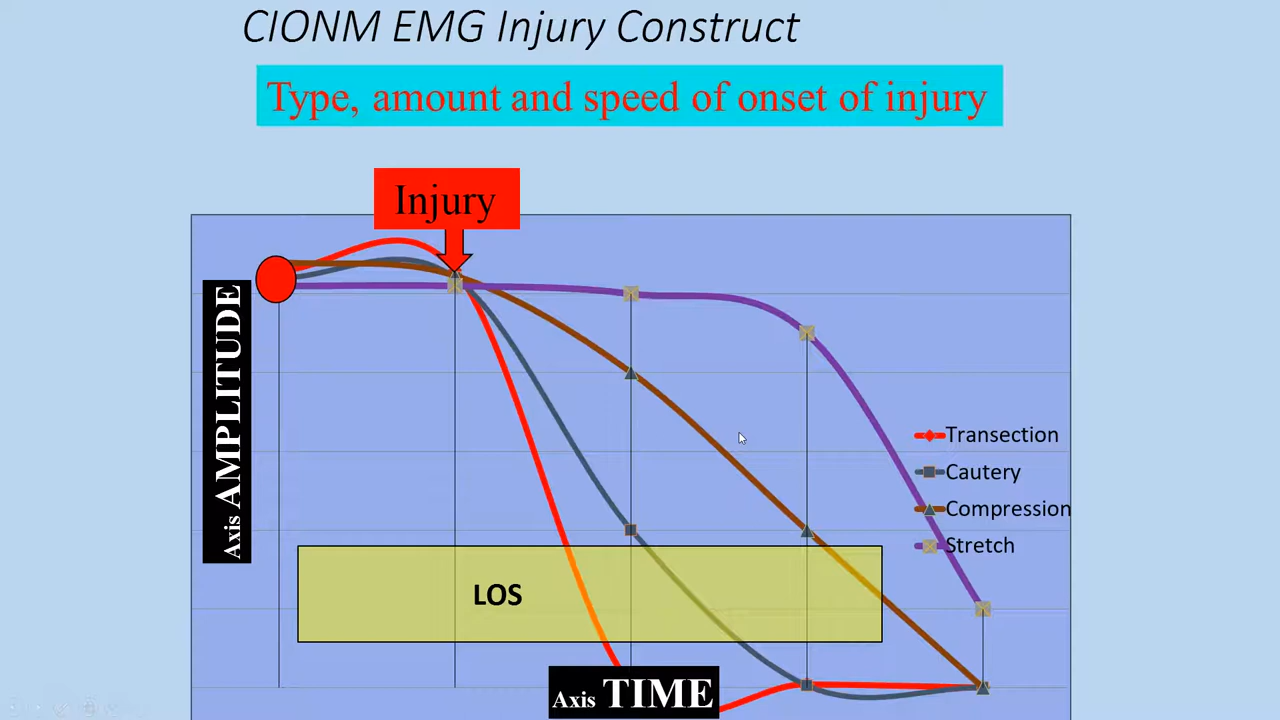 CIONM EMG Injury Construct
Type, amount and speed of onset of injury
Injury
Axis AMPLITUDE
Transection
Cautery
Compression
Stretch
LOS
Axis TIME